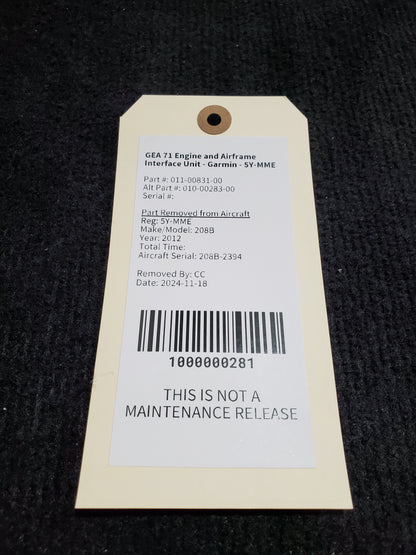 GEA 71 Engine and Airframe
Interface Unit - Garmin - 5Y-MME
Part #: 011-00831-00
Alt Part #: 010-00283-00
Serial #:
Part Removed from Aircraft
Reg: 5Y-MME
Make/Model: 208B
Year: 2012
Total Time:
Aircraft Serial: 208B-2394
Removed By: CC
Date: 2024-11-18
1000000281
THIS IS NOT A
MAINTENANCE RELEASE